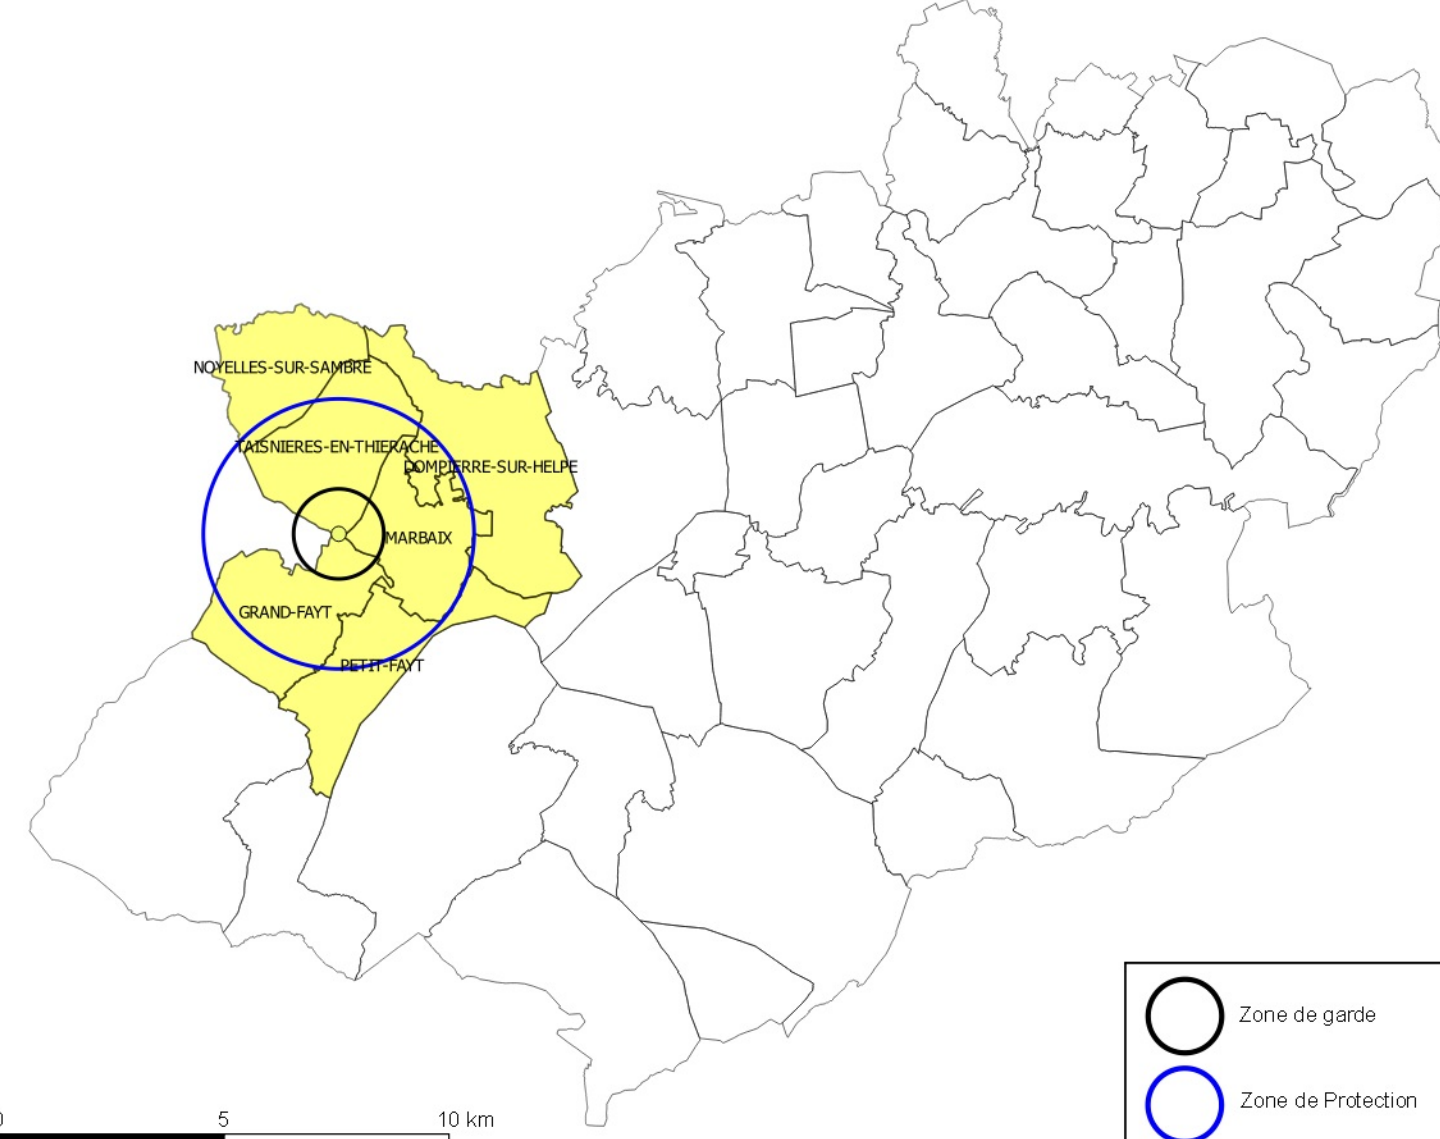 NOYELLES-SUR-SAMBRE
TAISNIERES-EN-THIERACHE
DOMPIERRE-SUR-HELPE
MARBAIX
GRAND-FAYT
PETIT-FAYT
Zone de garde
Zone de Protection
0 5 10 km